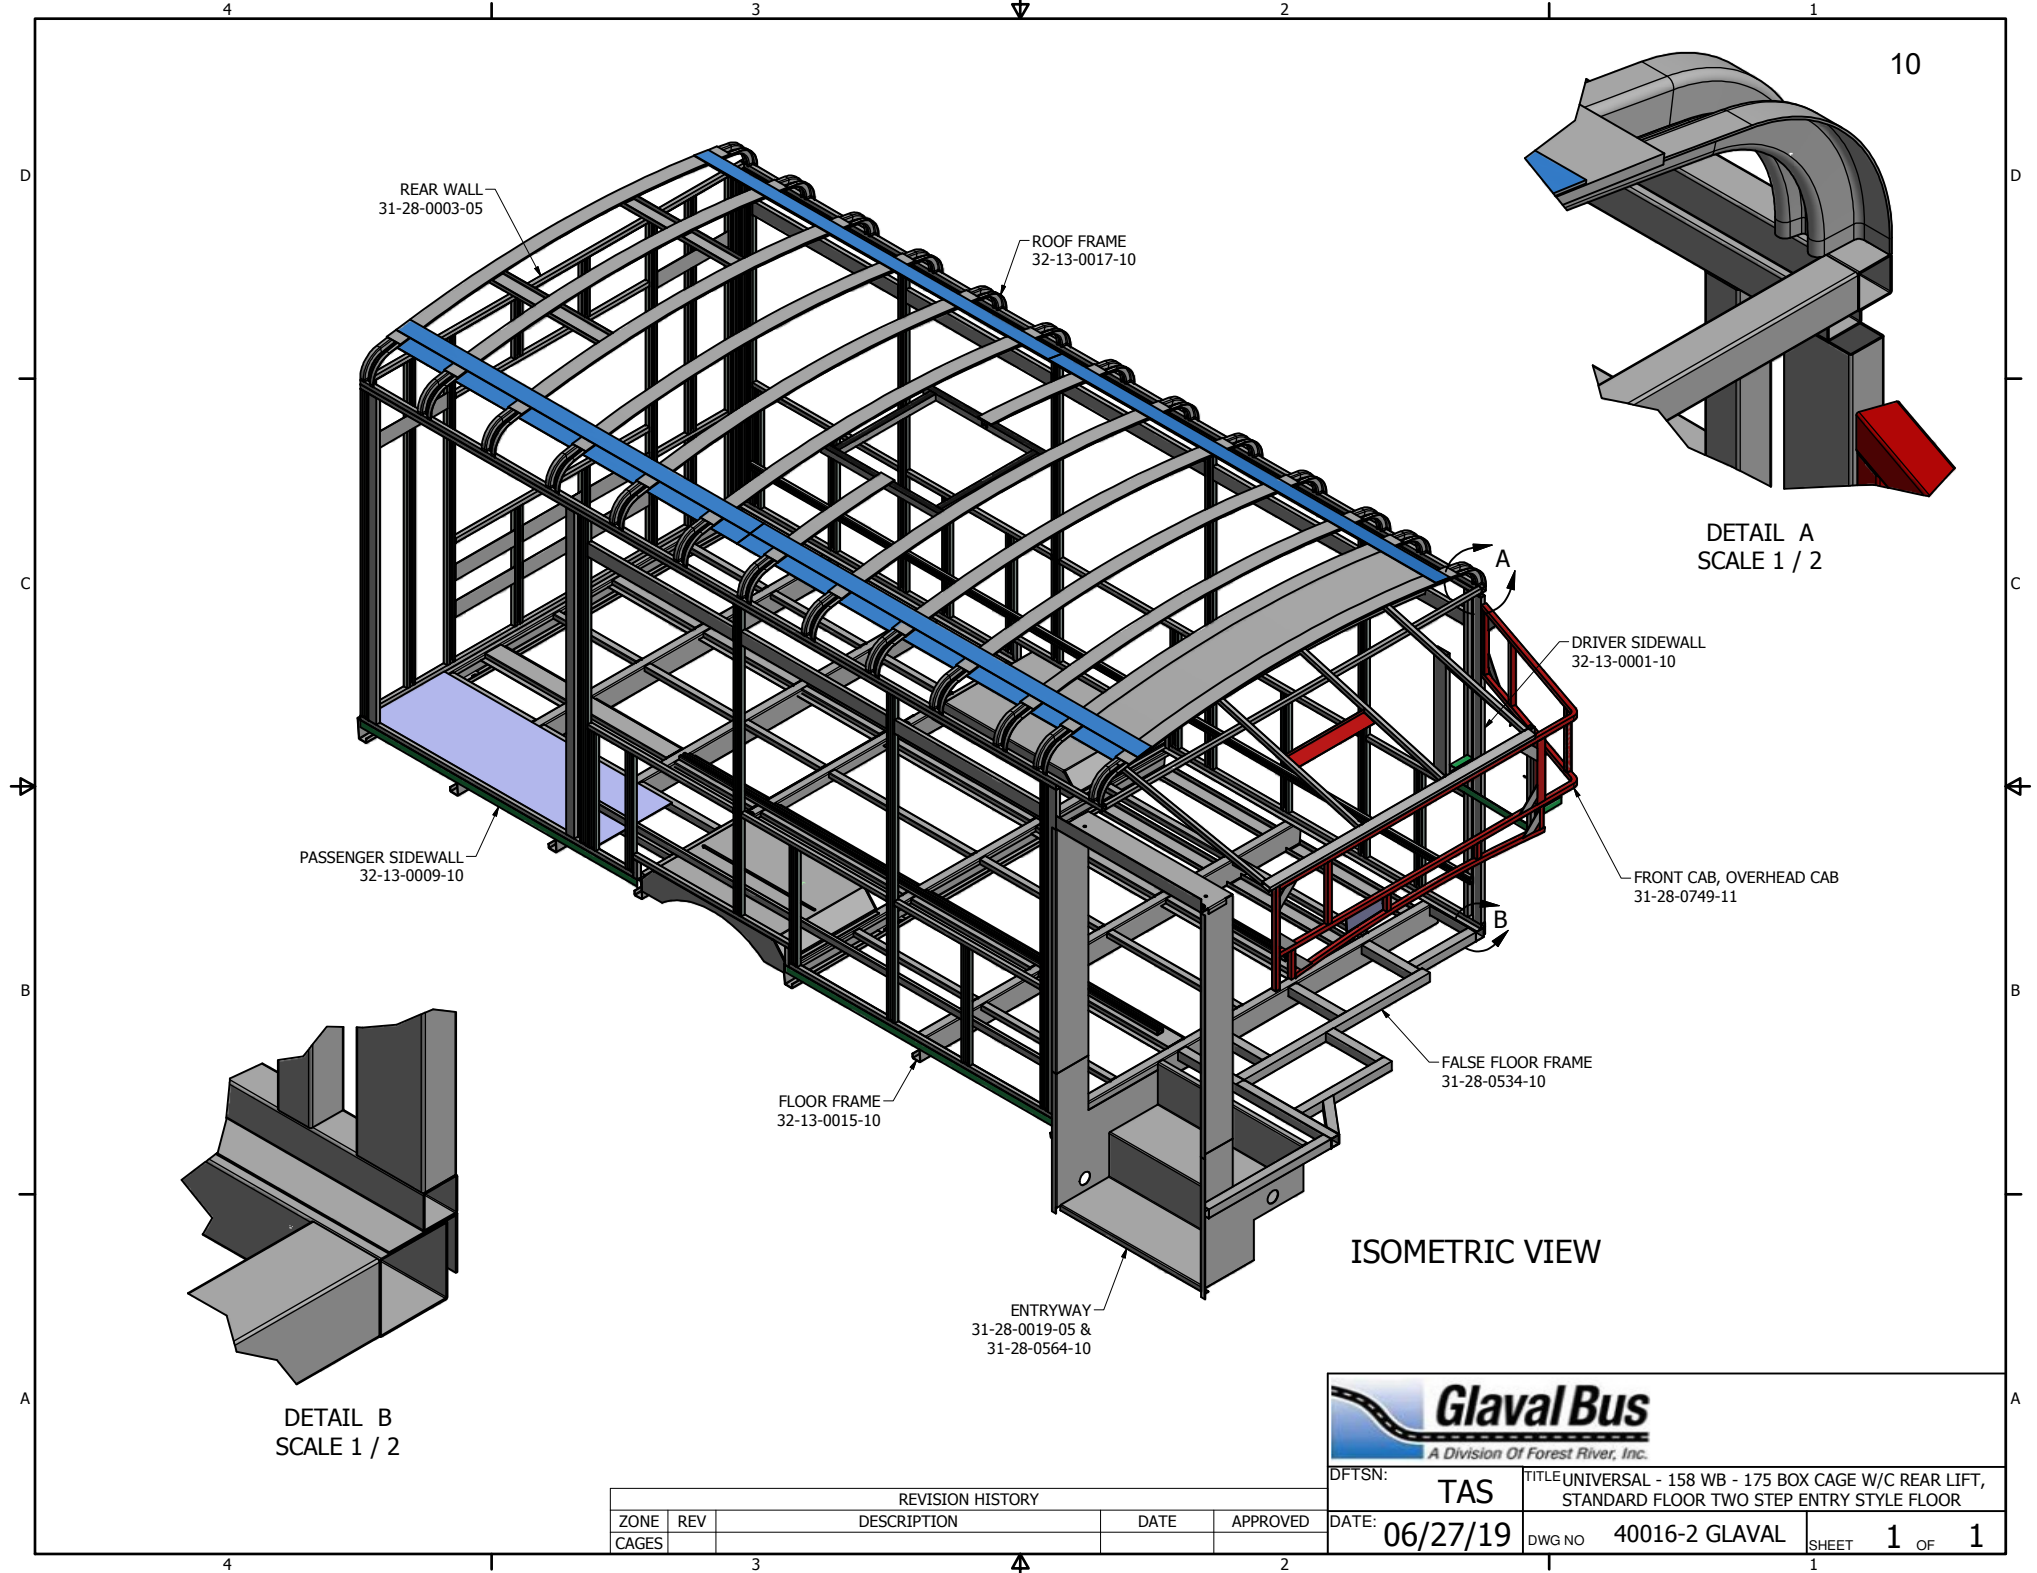 4
3
2
1
10
D
D
REAR WALL
31-28-0003-05
ROOF FRAME
32-13-0017-10
DETAIL A
SCALE 1 / 2
A
C
C
DRIVER SIDEWALL
32-13-0001-10
PASSENGER SIDEWALL
32-13-0009-10
FRONT CAB, OVERHEAD CAB
31-28-0749-11
B
B
B
FALSE FLOOR FRAME
31-28-0534-10
FLOOR FRAME
32-13-0015-10
ISOMETRIC VIEW
ENTRYWAY
31-28-0019-05 &
31-28-0564-10
A
A
DETAIL B
SCALE 1 / 2
Glaval Bus
A Division Of Forest River, Inc.
DFTSN: TAS
TITLE UNIVERSAL - 158 WB - 175 BOX CAGE W/C REAR LIFT,
STANDARD FLOOR TWO STEP ENTRY STYLE FLOOR
DATE: 06/27/19
DWG NO 40016-2 GLAVAL
SHEET 1 OF 1
REVISION HISTORY
ZONE REV DESCRIPTION DATE APPROVED
CAGES
4
3
2
1